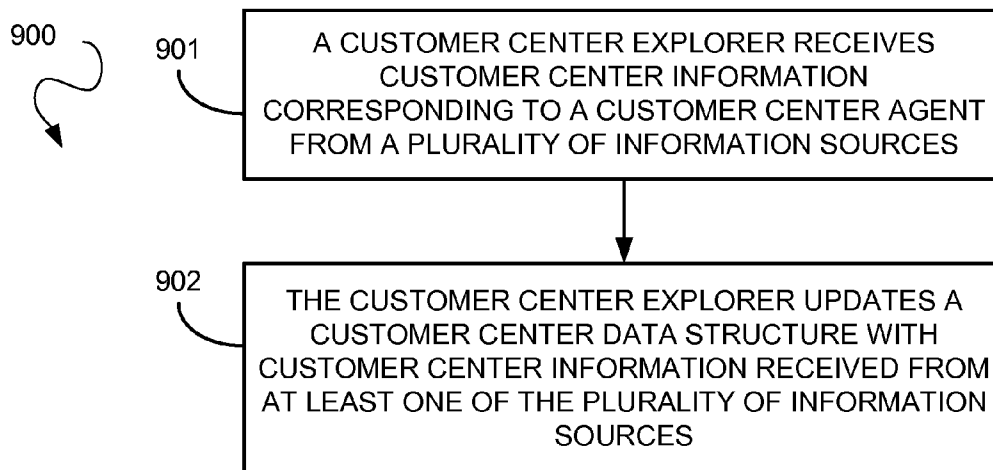 900
901
A CUSTOMER CENTER EXPLORER RECEIVES
CUSTOMER CENTER INFORMATION
CORRESPONDING TO A CUSTOMER CENTER AGENT
FROM A PLURALITY OF INFORMATION SOURCES
902
THE CUSTOMER CENTER EXPLORER UPDATES A
CUSTOMER CENTER DATA STRUCTURE WITH
CUSTOMER CENTER INFORMATION RECEIVED FROM
AT LEAST ONE OF THE PLURALITY OF INFORMATION
SOURCES